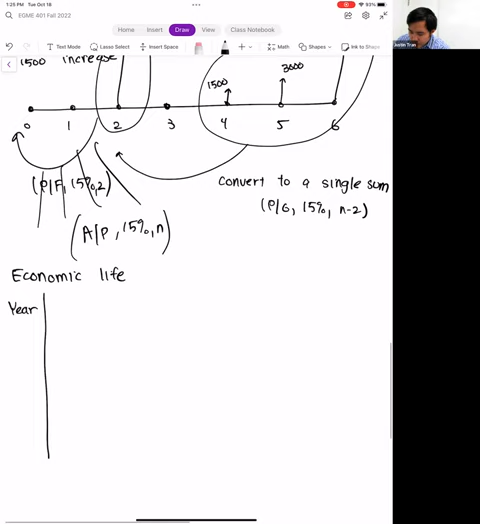 7:25 PM Tue Oct 18
93%
EGME 401 Fall 2022
Home Insert Draw View Class Notebook
Text Mode Lasso Select Insert Space Math Shapes Ink to Shape
Justin Tran
1500 increase
1500
3000
0 1 2 3 4 5 6
(P/F, 15%, 2)
convert to a single sum
(P/G, 15%, n-2)
(A/P, 15%, n)
Economic life
Year